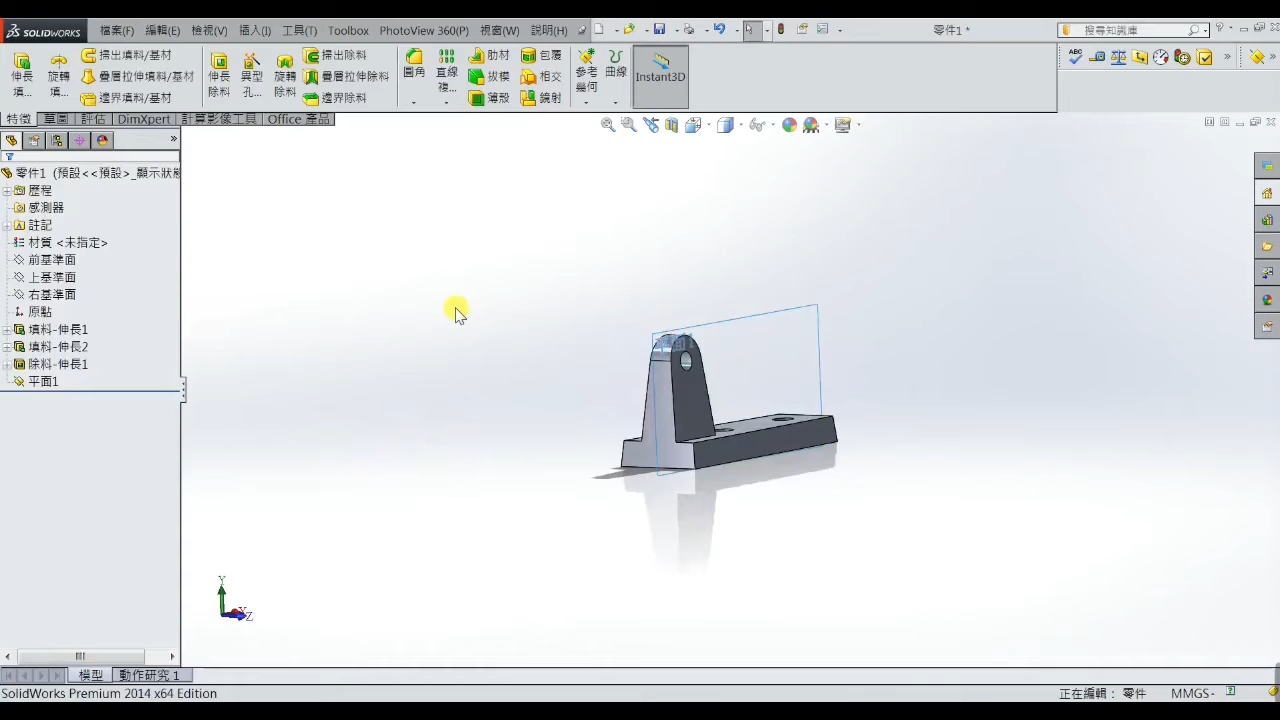 SOLIDWORKS 檔案(F) 編輯(E) 檢視(V) 插入(I) 工具(T) Toolbox PhotoView 360(P) 視窗(W) 說明(H) 零件1 * 搜尋知識庫
伸長填... 旋轉填... 掃出填料/基材 疊層拉伸填料/基材 邊界填料/基材 伸長除料 異型孔... 旋轉除料 掃出除料 疊層拉伸除料 邊界除料 圓角 直線複... 肋材 拔模 薄殼 包覆 相交 鏡射 參考幾何 曲線 Instant3D
特徵 草圖 評估 DimXpert 計算影像工具 Office 產品
零件1 (預設<<預設>_顯示狀態
歷程
感測器
註記
材質 <未指定>
前基準面
上基準面
右基準面
原點
填料-伸長1
填料-伸長2
除料-伸長1
平面1
Y
X
Z
模型 動作研究 1
SolidWorks Premium 2014 x64 Edition 正在編輯: 零件 MMGS